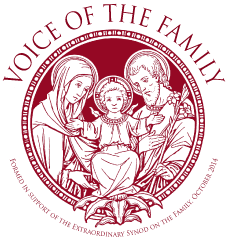 VOICE OF THE FAMILY
FORMED IN SUPPORT OF THE EXTRAORDINARY SYNOD ON THE FAMILY, OCTOBER 2014